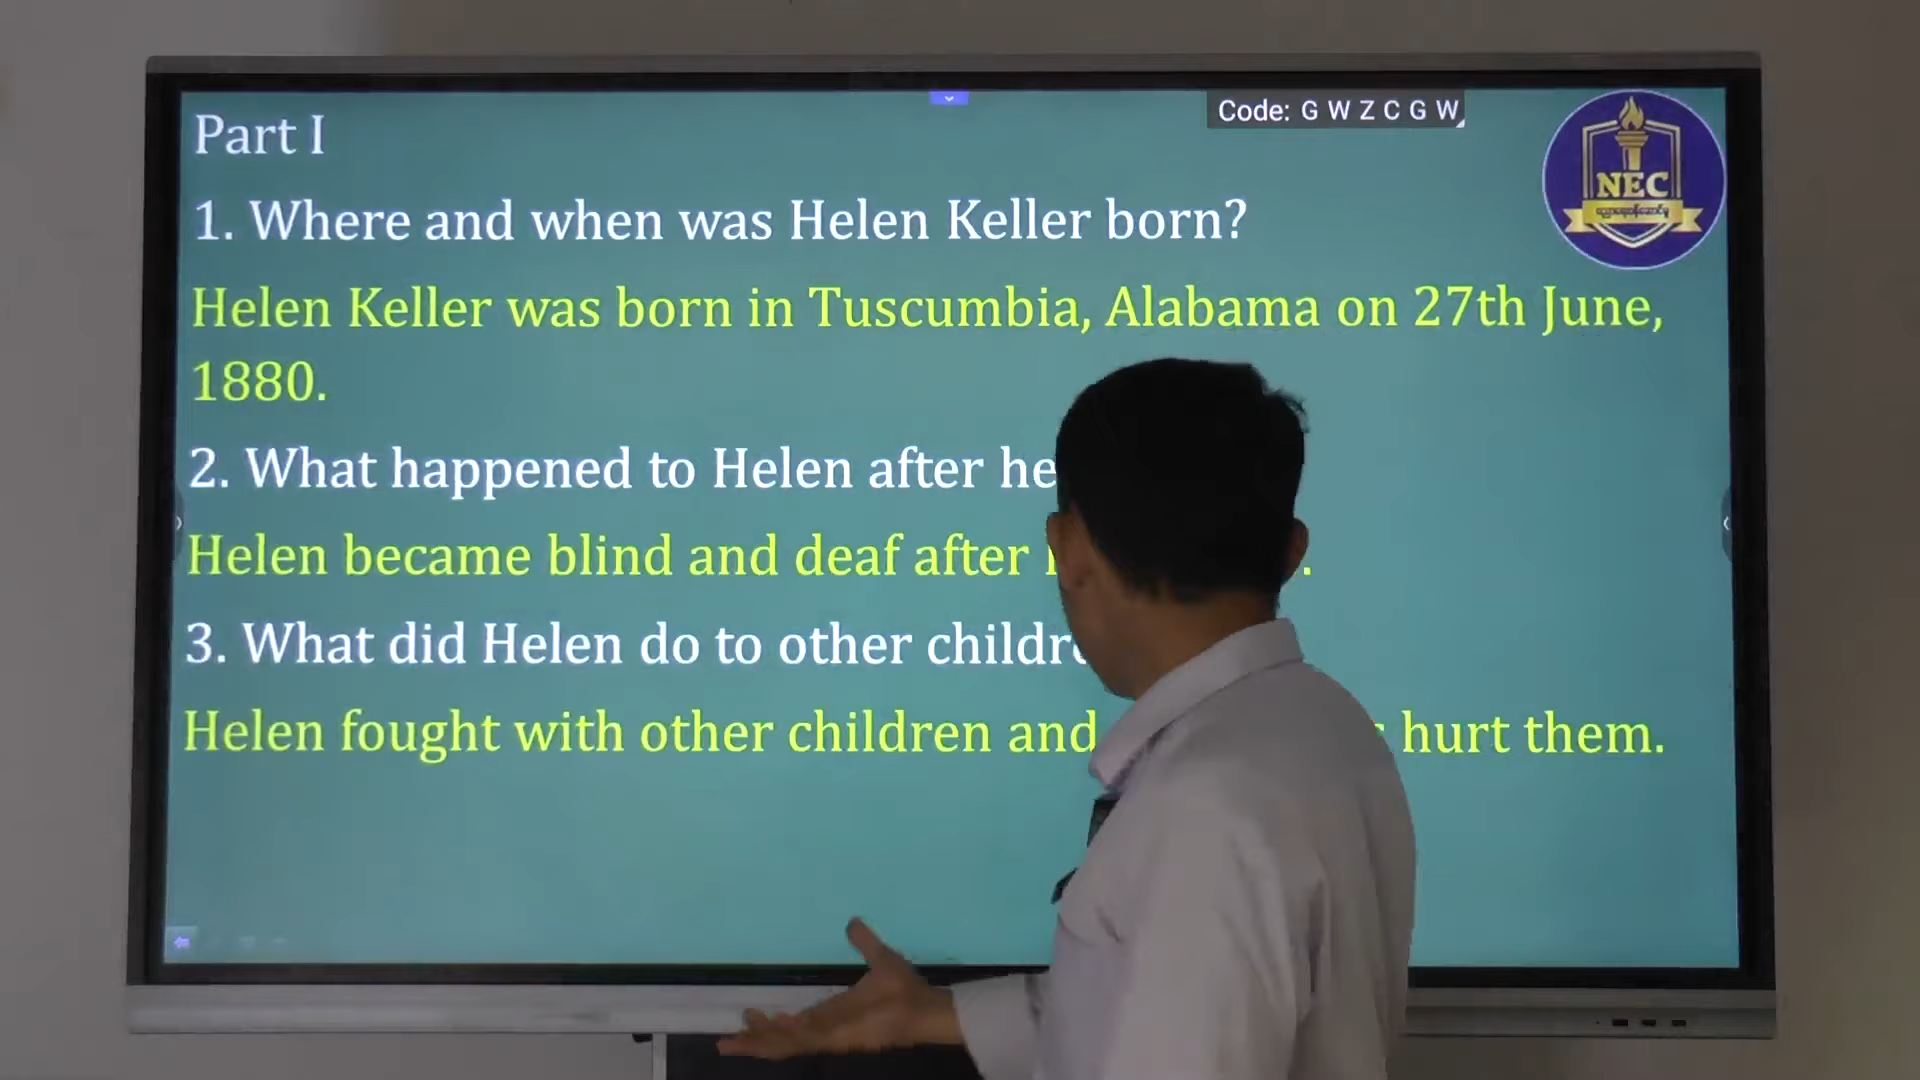 Code: G W Z C G W
Part I
NEC
1. Where and when was Helen Keller born?
Helen Keller was born in Tuscumbia, Alabama on 27th June,
1880.
2. What happened to Helen after
Helen became blind and deaf after
3. What did Helen do to other
Helen fought with other children and hurt them.